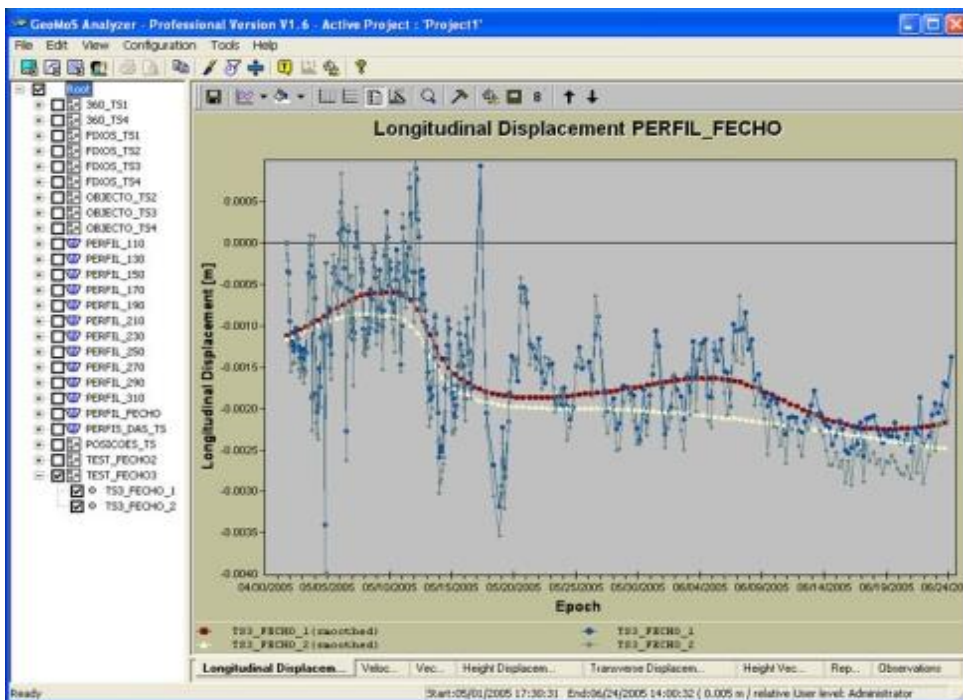 GeoMoS Analyzer - Professional Version V1.6 - Active Project : 'Project1'
File Edit View Configuration Tools Help
Root
360_TS1
360_TS4
FIXOS_TS1
FIXOS_TS2
FIXOS_TS3
FIXOS_TS4
OBJECTO_TS2
OBJECTO_TS3
OBJECTO_TS4
PERFIL_110
PERFIL_130
PERFIL_150
PERFIL_170
PERFIL_190
PERFIL_210
PERFIL_230
PERFIL_250
PERFIL_270
PERFIL_290
PERFIL_310
PERFIL_FECHO
PERFIS_DAS_TS
POSICOES_TS
TEST_FECHO2
TEST_FECHO3
TS3_FECHO_1
TS3_FECHO_2
Longitudinal Displacement PERFIL_FECHO
Longitudinal Displacement [m]
0.0005
0.0000
-0.0005
-0.0010
-0.0015
-0.0020
-0.0025
-0.0030
-0.0035
-0.0040
04/30/2005 05/05/2005 05/10/2005 05/15/2005 05/20/2005 05/25/2005 05/30/2005 06/04/2005 06/09/2005 06/14/2005 06/19/2005 06/24/20
Epoch
TS3_FECHO_1(smoothed) TS3_FECHO_1
TS3_FECHO_2(smoothed) TS3_FECHO_2
Longitudinal Displacem... Veloc... Vec... Height Displacem... Transverse Displacem... Height Vec... Rep... Observations
Ready Start:05/01/2005 17:30:31 End:06/24/2005 14:00:32 ( 0.005 m / relative User level: Administrator